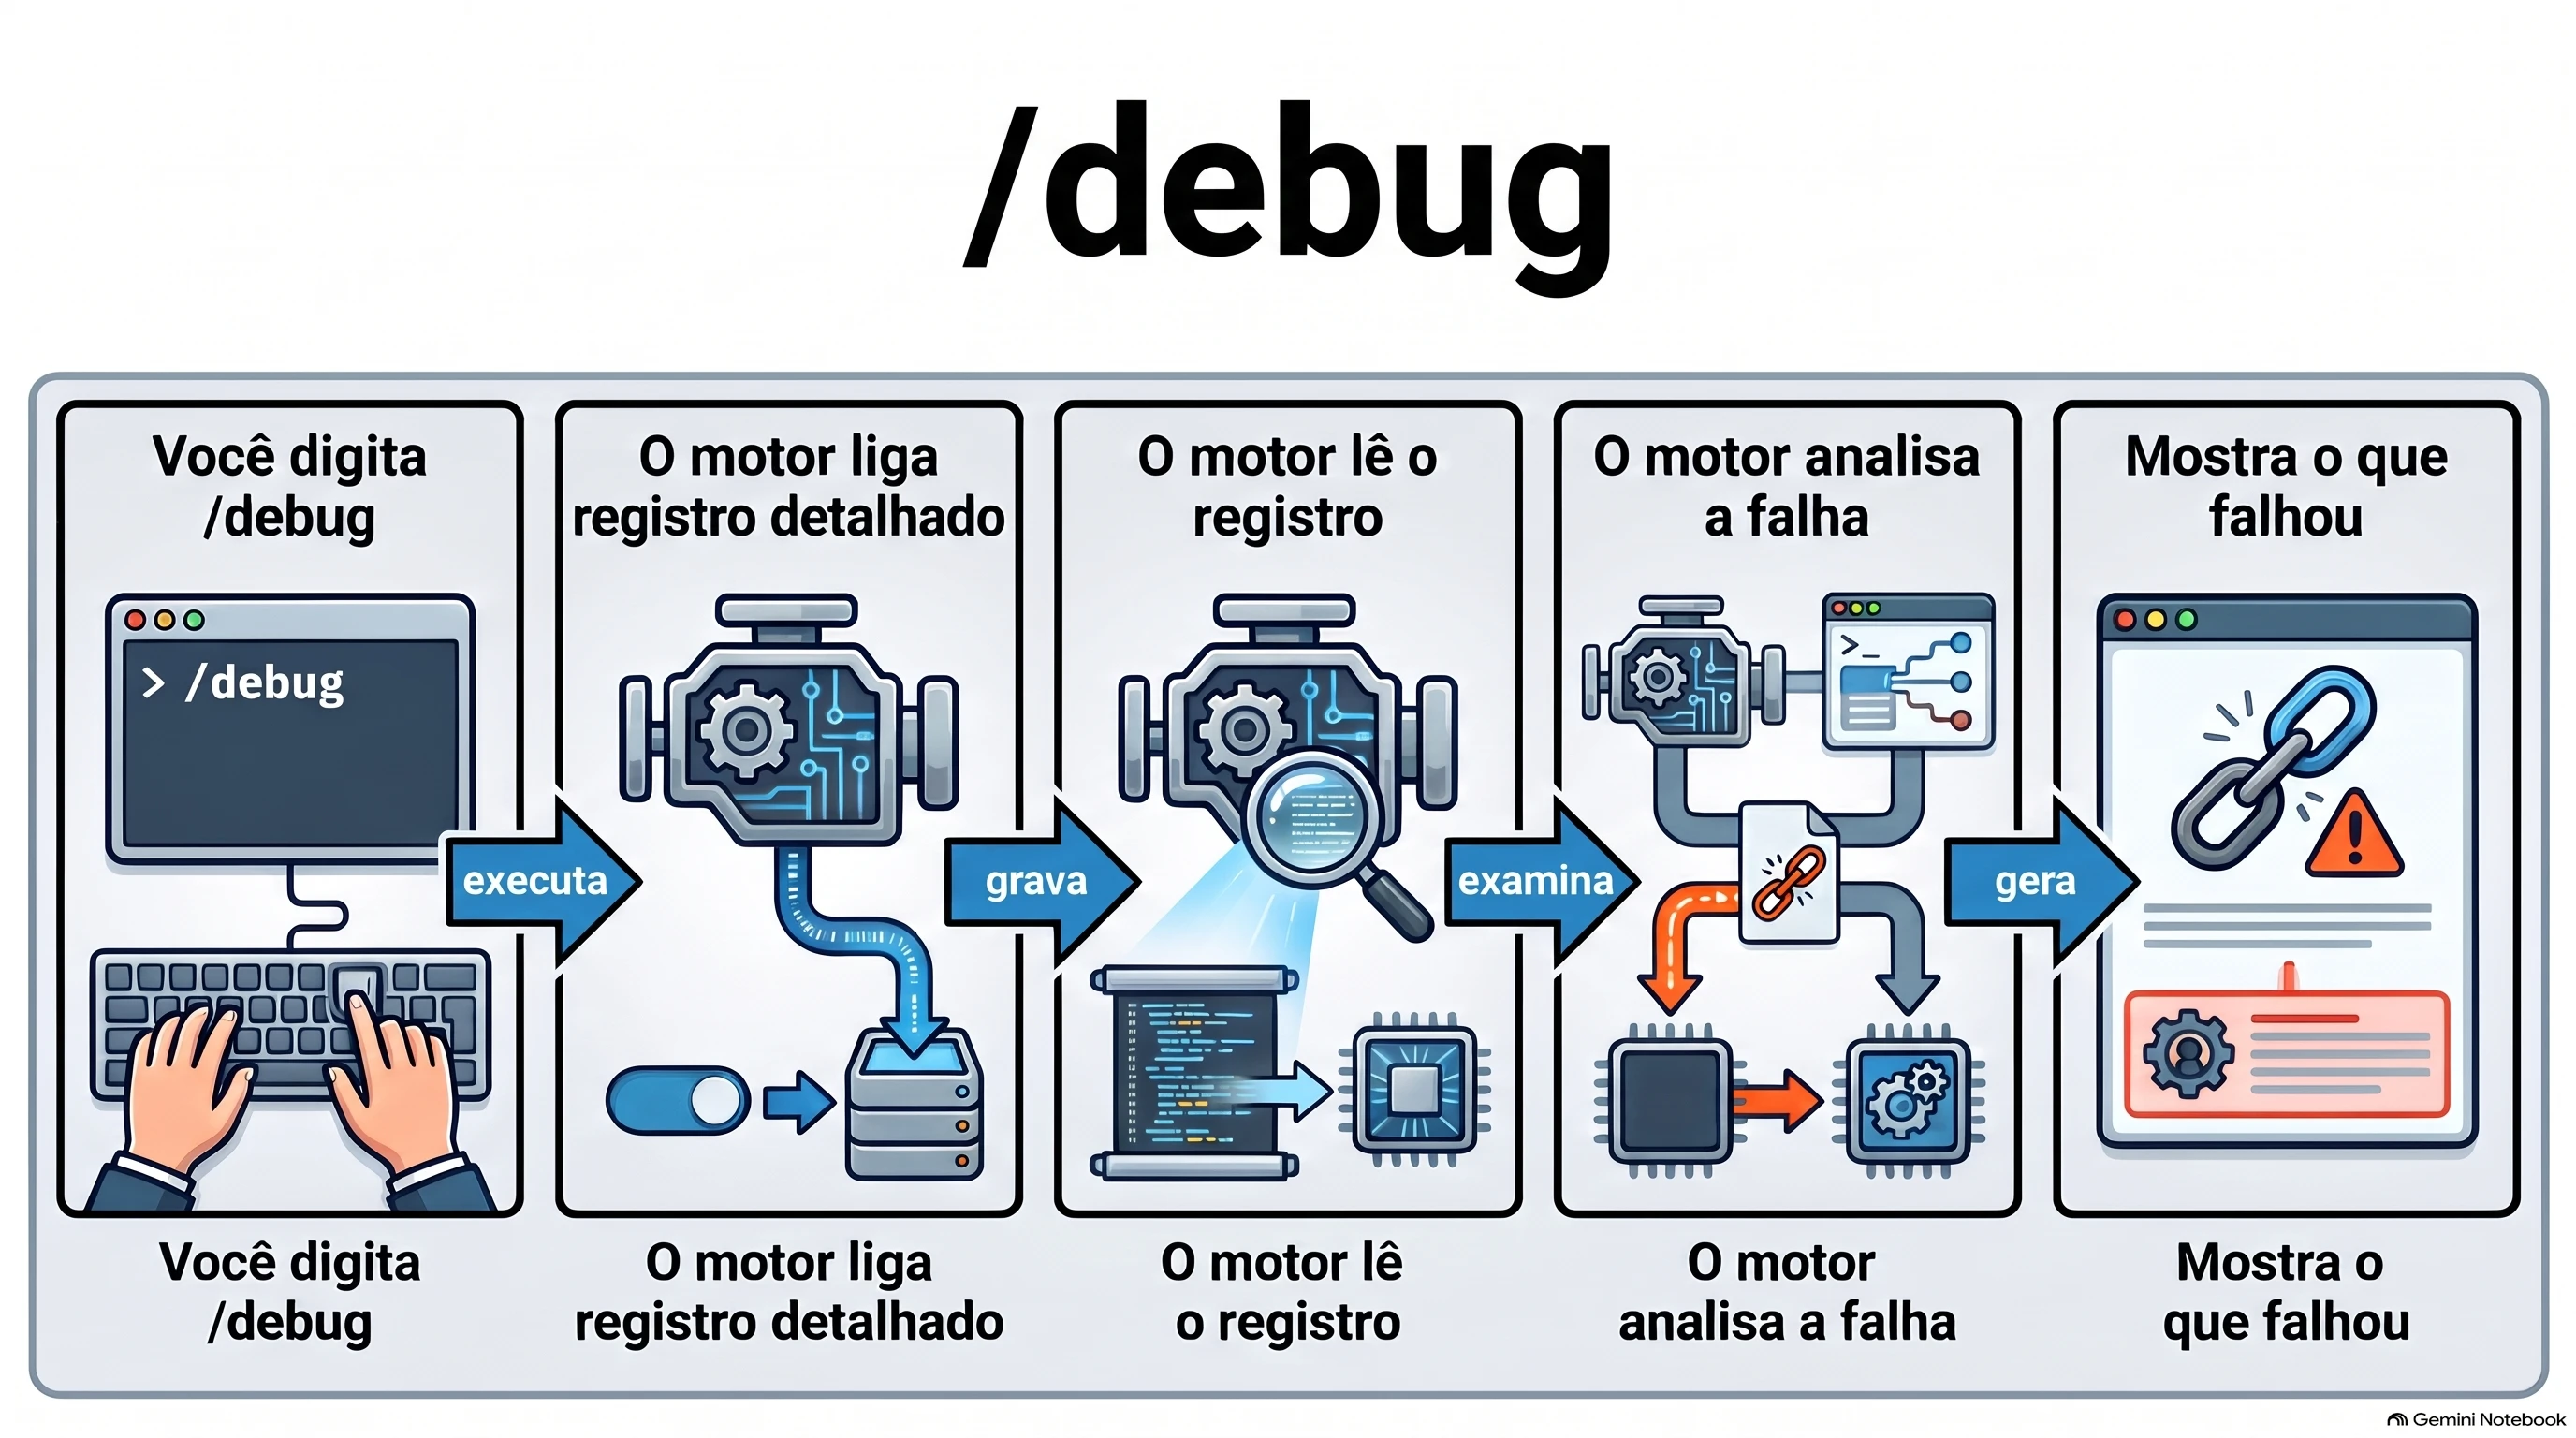 /debug
Você digita
/debug
O motor liga
registro detalhado
O motor lê o
registro
O motor analisa
a falha
Mostra o que
falhou
> /debug
>_
executa
grava
examina
gera
Você digita
/debug
O motor liga
registro detalhado
O motor lê
o registro
O motor
analisa a falha
Mostra o
que falhou
Gemini Notebook